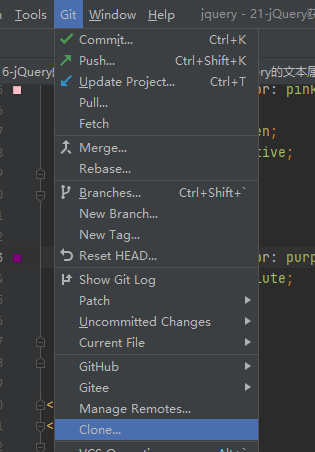 Tools Git Window Help jquery - 21-jQuery获
Commit... Ctrl+K
Push... Ctrl+Shift+K
6-jQuery Update Project... Ctrl+T y的文本属
Pull... or: pink
Fetch
en;
Merge... tive;
Rebase...
Branches... Ctrl+Shift+`
New Branch...
New Tag...
Reset HEAD... or: purp
Show Git Log lute;
Patch
Uncommitted Changes
Current File
GitHub
Gitee
Manage Remotes... <
Clone... <